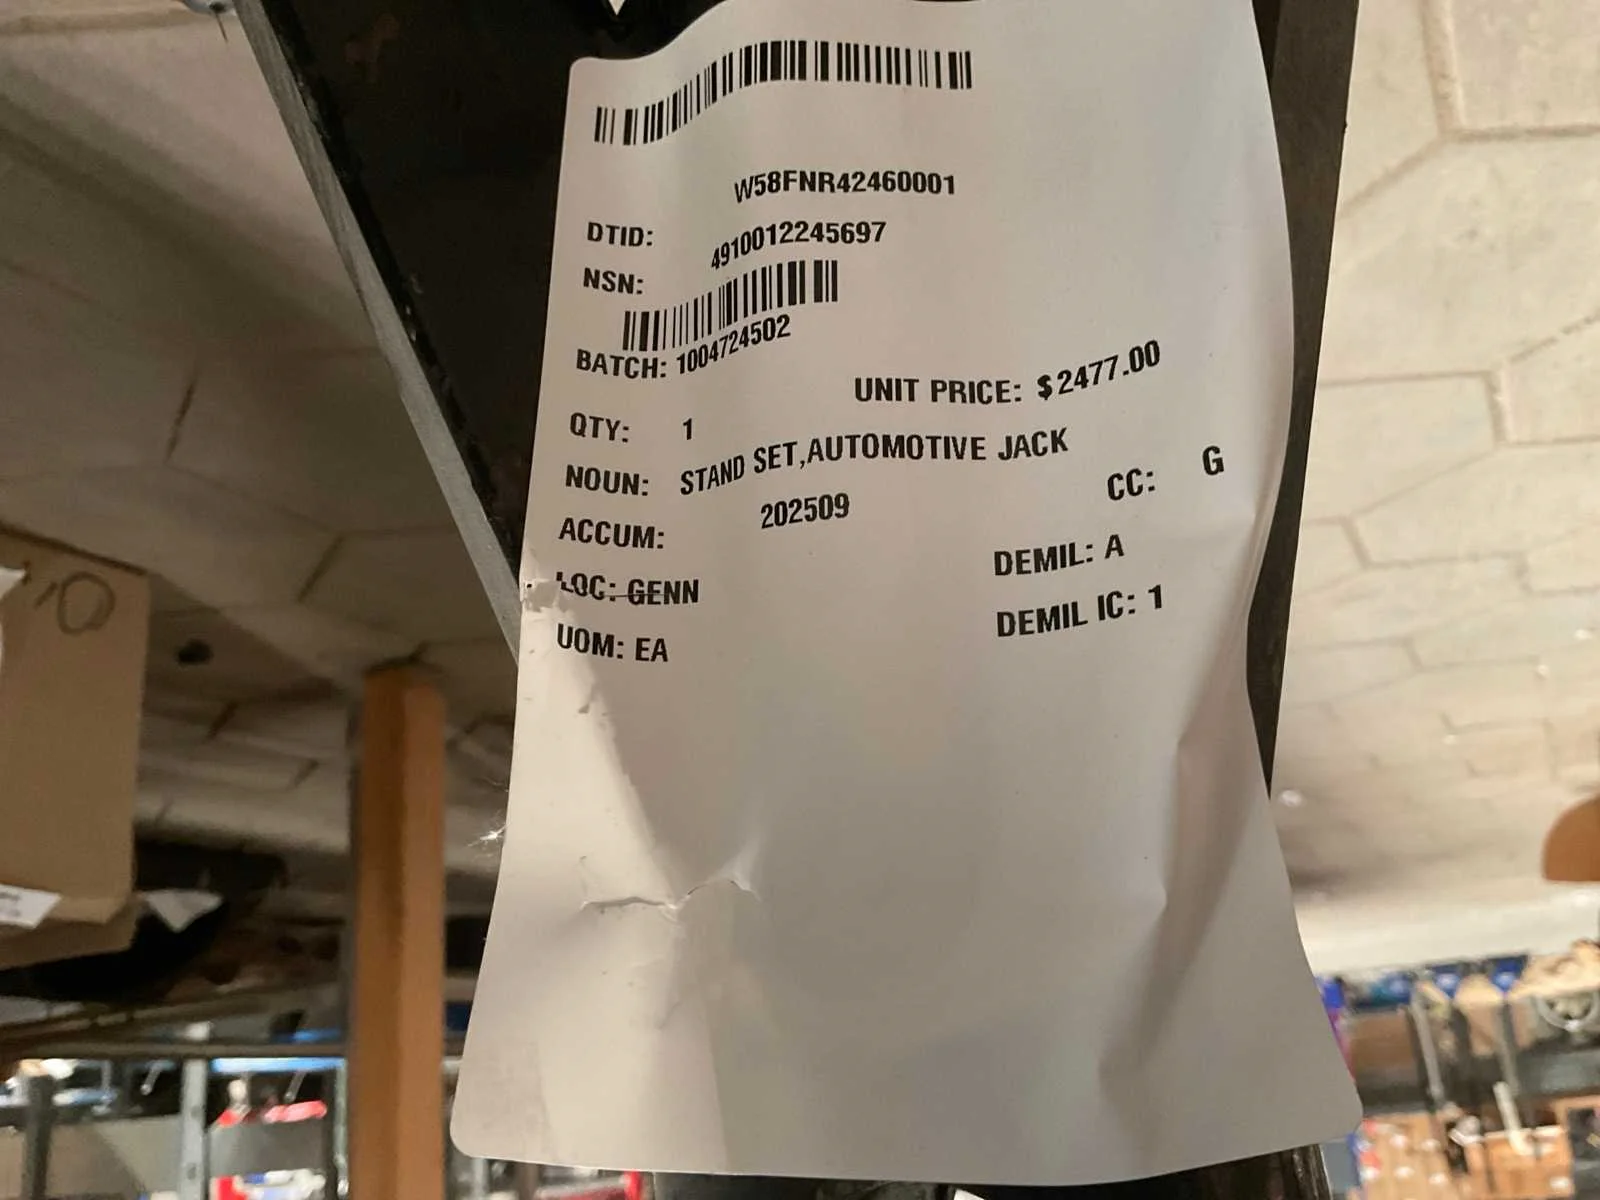 W58FNR42460001
DTID:
4910012245697
NSN:
BATCH: 1004724502
UNIT PRICE: $2477.00
QTY: 1
NOUN: STAND SET,AUTOMOTIVE JACK
CC: G
ACCUM: 202509
DEMIL: A
LOC: GENN
DEMIL IC: 1
UOM: EA